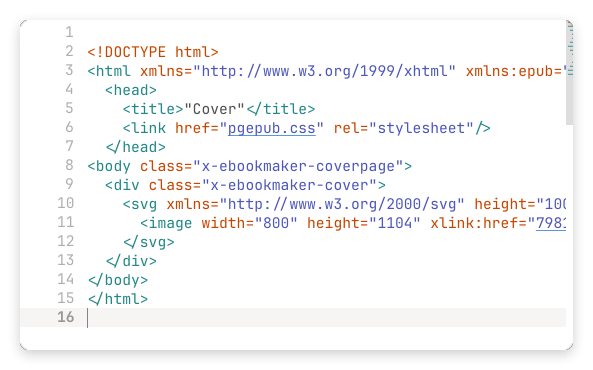 1
2 <!DOCTYPE html>
3 <html xmlns="http://www.w3.org/1999/xhtml" xmlns:epub="
4   <head>
5     <title>"Cover"</title>
6     <link href="pgepub.css" rel="stylesheet"/>
7   </head>
8 <body class="x-ebookmaker-coverpage">
9   <div class="x-ebookmaker-cover">
10     <svg xmlns="http://www.w3.org/2000/svg" height="100
11       <image width="800" height="1104" xlink:href="7981
12     </svg>
13   </div>
14 </body>
15 </html>
16